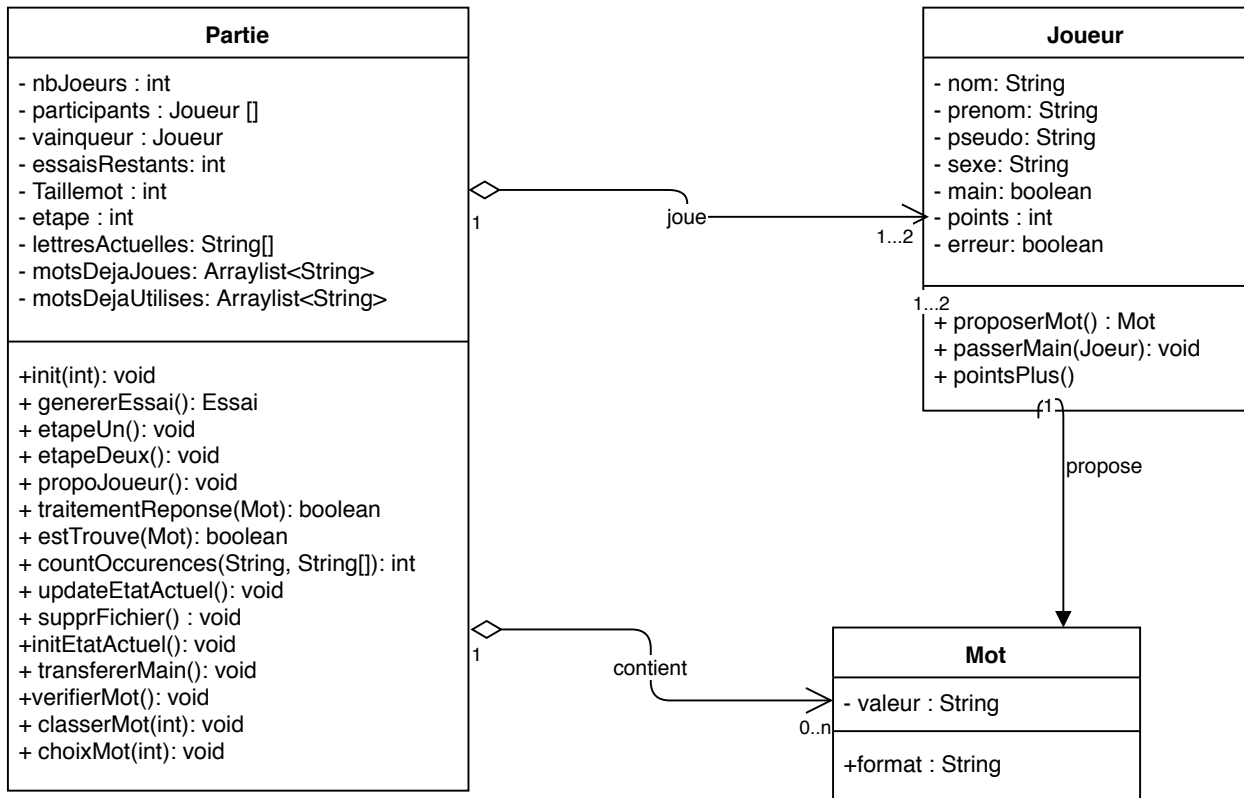 Partie
- nbJoeurs : int
- participants : Joueur []
- vainqueur : Joueur
- essaisRestants: int
- Taillemot : int
- etape : int
- lettresActuelles: String[]
- motsDejaJoues: Arraylist<String>
- motsDejaUtilises: Arraylist<String>
+init(int): void
+ genererEssai(): Essai
+ etapeUn(): void
+ etapeDeux(): void
+ propoJoueur(): void
+ traitementReponse(Mot): boolean
+ estTrouve(Mot): boolean
+ countOccurences(String, String[]): int
+ updateEtatActuel(): void
+ supprFichier() : void
+initEtatActuel(): void
+ transfererMain(): void
+verifierMot(): void
+ classerMot(int): void
+ choixMot(int): void
1
joue
1...2
Joueur
- nom: String
- prenom: String
- pseudo: String
- sexe: String
- main: boolean
- points : int
- erreur: boolean
1...2
+ proposerMot() : Mot
+ passerMain(Joeur): void
+ pointsPlus()
1
propose
1
contient
0..n
Mot
- valeur : String
+format : String